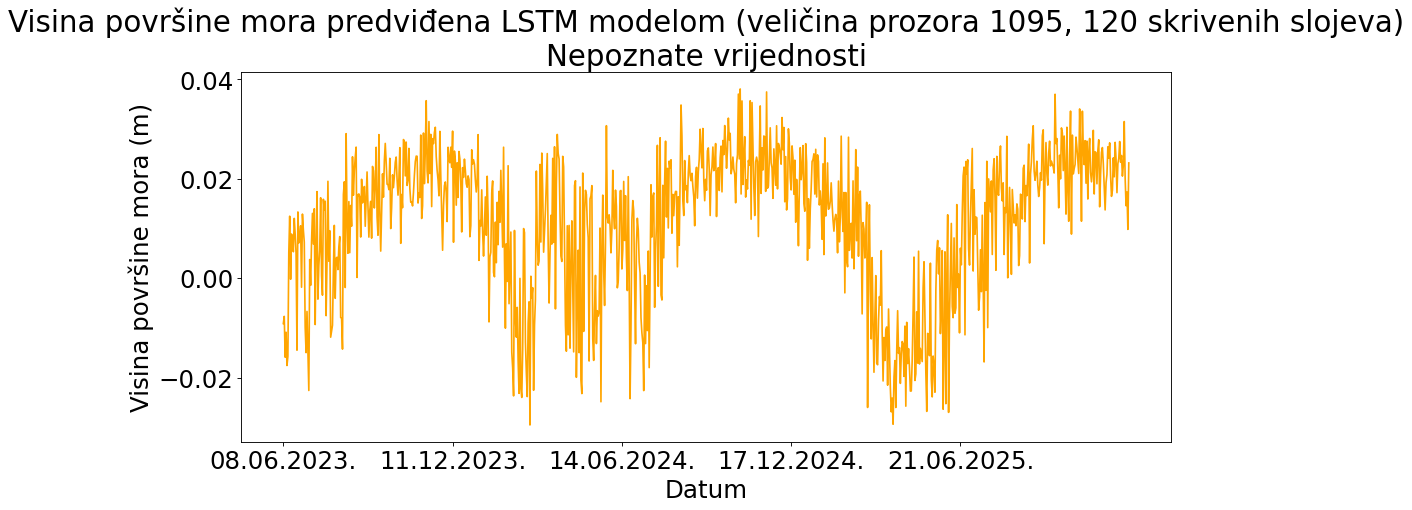 Visina površine mora predviđena LSTM modelom (veličina prozora 1095, 120 skrivenih slojeva)
Nepoznate vrijednosti
Visina površine mora (m)
0.04
0.02
0.00
−0.02
08.06.2023. 11.12.2023. 14.06.2024. 17.12.2024. 21.06.2025.
Datum